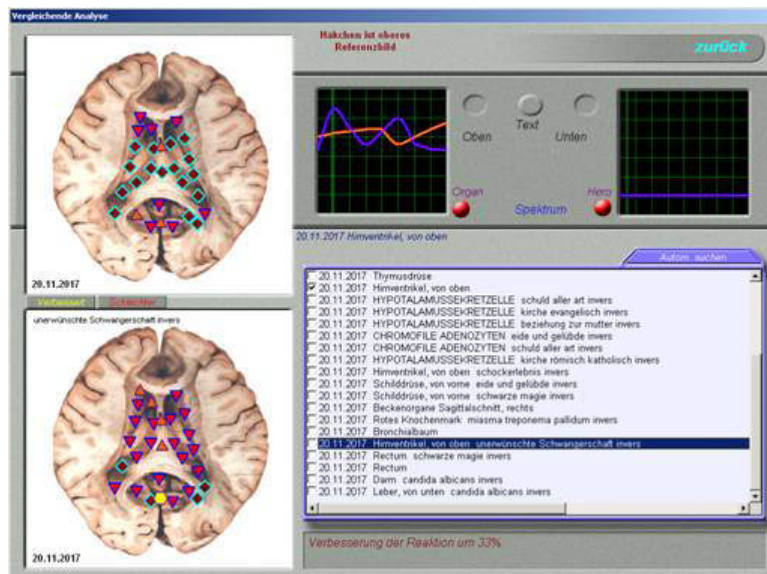 Vergleichende Analyse
Häkchen ist oberes
Referenzbild
zurück
Oben
Text
Unten
Organ
Spektrum
Hero
20.11.2017
Verbessert
Schlechter
20.11.2017 Hirnventrikel, von oben
Autom. suchen
20.11.2017 Thymusdrüse
20.11.2017 Hirnventrikel, von oben
20.11.2017 HYPOTALAMUSSEKRETZELLE schuld aller art invers
20.11.2017 HYPOTALAMUSSEKRETZELLE kirche evangelisch invers
20.11.2017 HYPOTALAMUSSEKRETZELLE beziehung zur mutter invers
20.11.2017 CHROMOFILE ADENOZYTEN eide und gelübde invers
20.11.2017 CHROMOFILE ADENOZYTEN schuld aller art invers
20.11.2017 HYPOTALAMUSSEKRETZELLE kirche römisch katholisch invers
20.11.2017 Hirnventrikel, von oben schockerlebnis invers
20.11.2017 Schilddrüse, von vorne eide und gelübde invers
20.11.2017 Schilddrüse, von vorne schwarze magie invers
20.11.2017 Beckenorgane Sagittalschnitt, rechts
20.11.2017 Rotes Knochenmark miasma treponema pallidum invers
20.11.2017 Bronchialbaum
20.11.2017 Hirnventrikel, von oben unerwünschte Schwangerschaft invers
20.11.2017 Rectum schwarze magie invers
20.11.2017 Rectum
20.11.2017 Darm candida albicans invers
20.11.2017 Leber, von unten candida albicans invers
unerwünschte Schwangerschaft invers
20.11.2017
Verbesserung der Reaktion um 33%